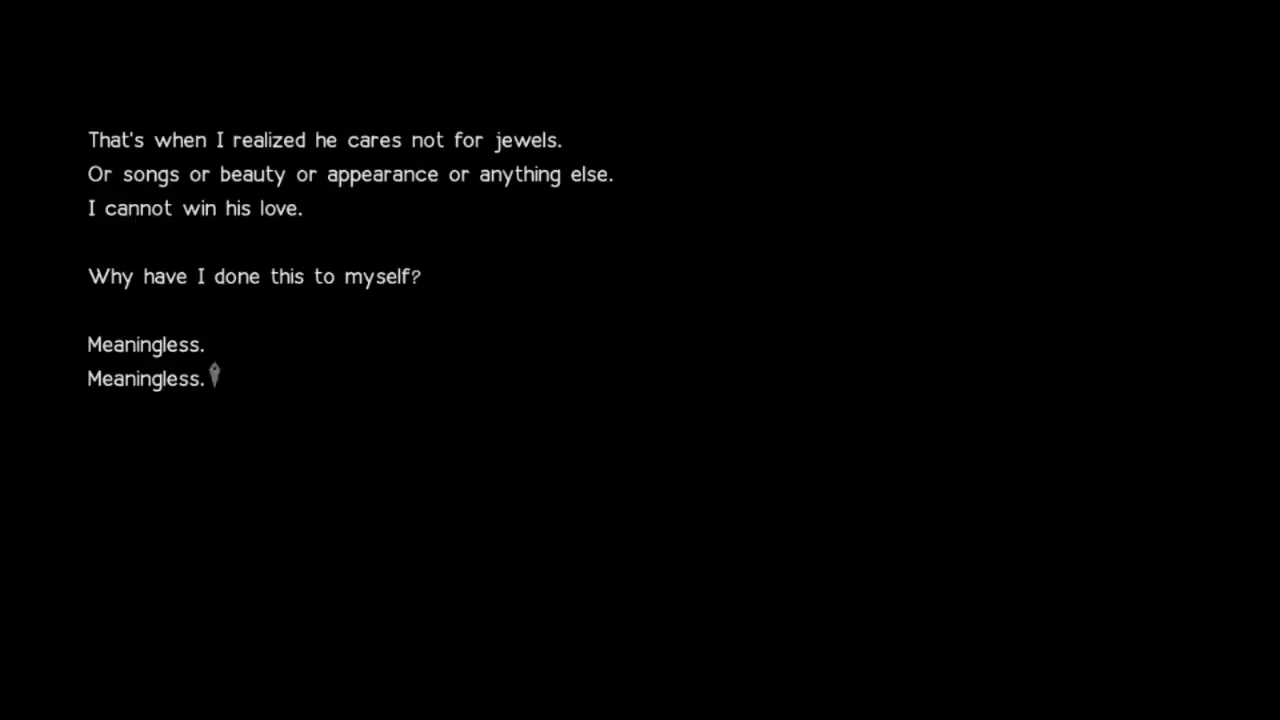 That's when I realized he cares not for jewels.
Or songs or beauty or appearance or anything else.
I cannot win his love.
Why have I done this to myself?
Meaningless.
Meaningless.